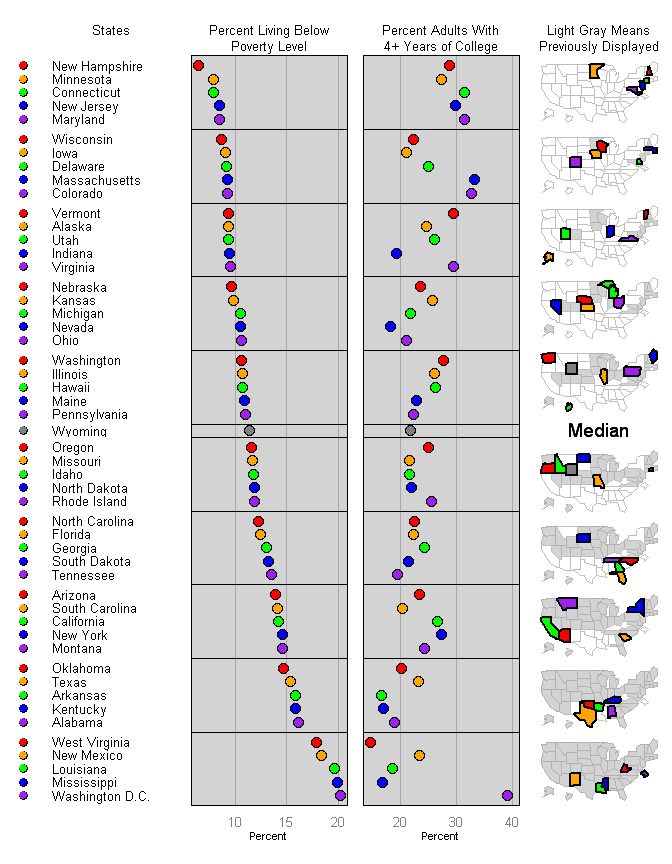 States
Percent Living Below
Poverty Level
Percent Adults With
4+ Years of College
Light Gray Means
Previously Displayed
New Hampshire
Minnesota
Connecticut
New Jersey
Maryland
Wisconsin
Iowa
Delaware
Massachusetts
Colorado
Vermont
Alaska
Utah
Indiana
Virginia
Nebraska
Kansas
Michigan
Nevada
Ohio
Washington
Illinois
Hawaii
Maine
Pennsylvania
Wyoming
Median
Oregon
Missouri
Idaho
North Dakota
Rhode Island
North Carolina
Florida
Georgia
South Dakota
Tennessee
Arizona
South Carolina
California
New York
Montana
Oklahoma
Texas
Arkansas
Kentucky
Alabama
West Virginia
New Mexico
Louisiana
Mississippi
Washington D.C.
10 15 20
Percent
20 30 40
Percent